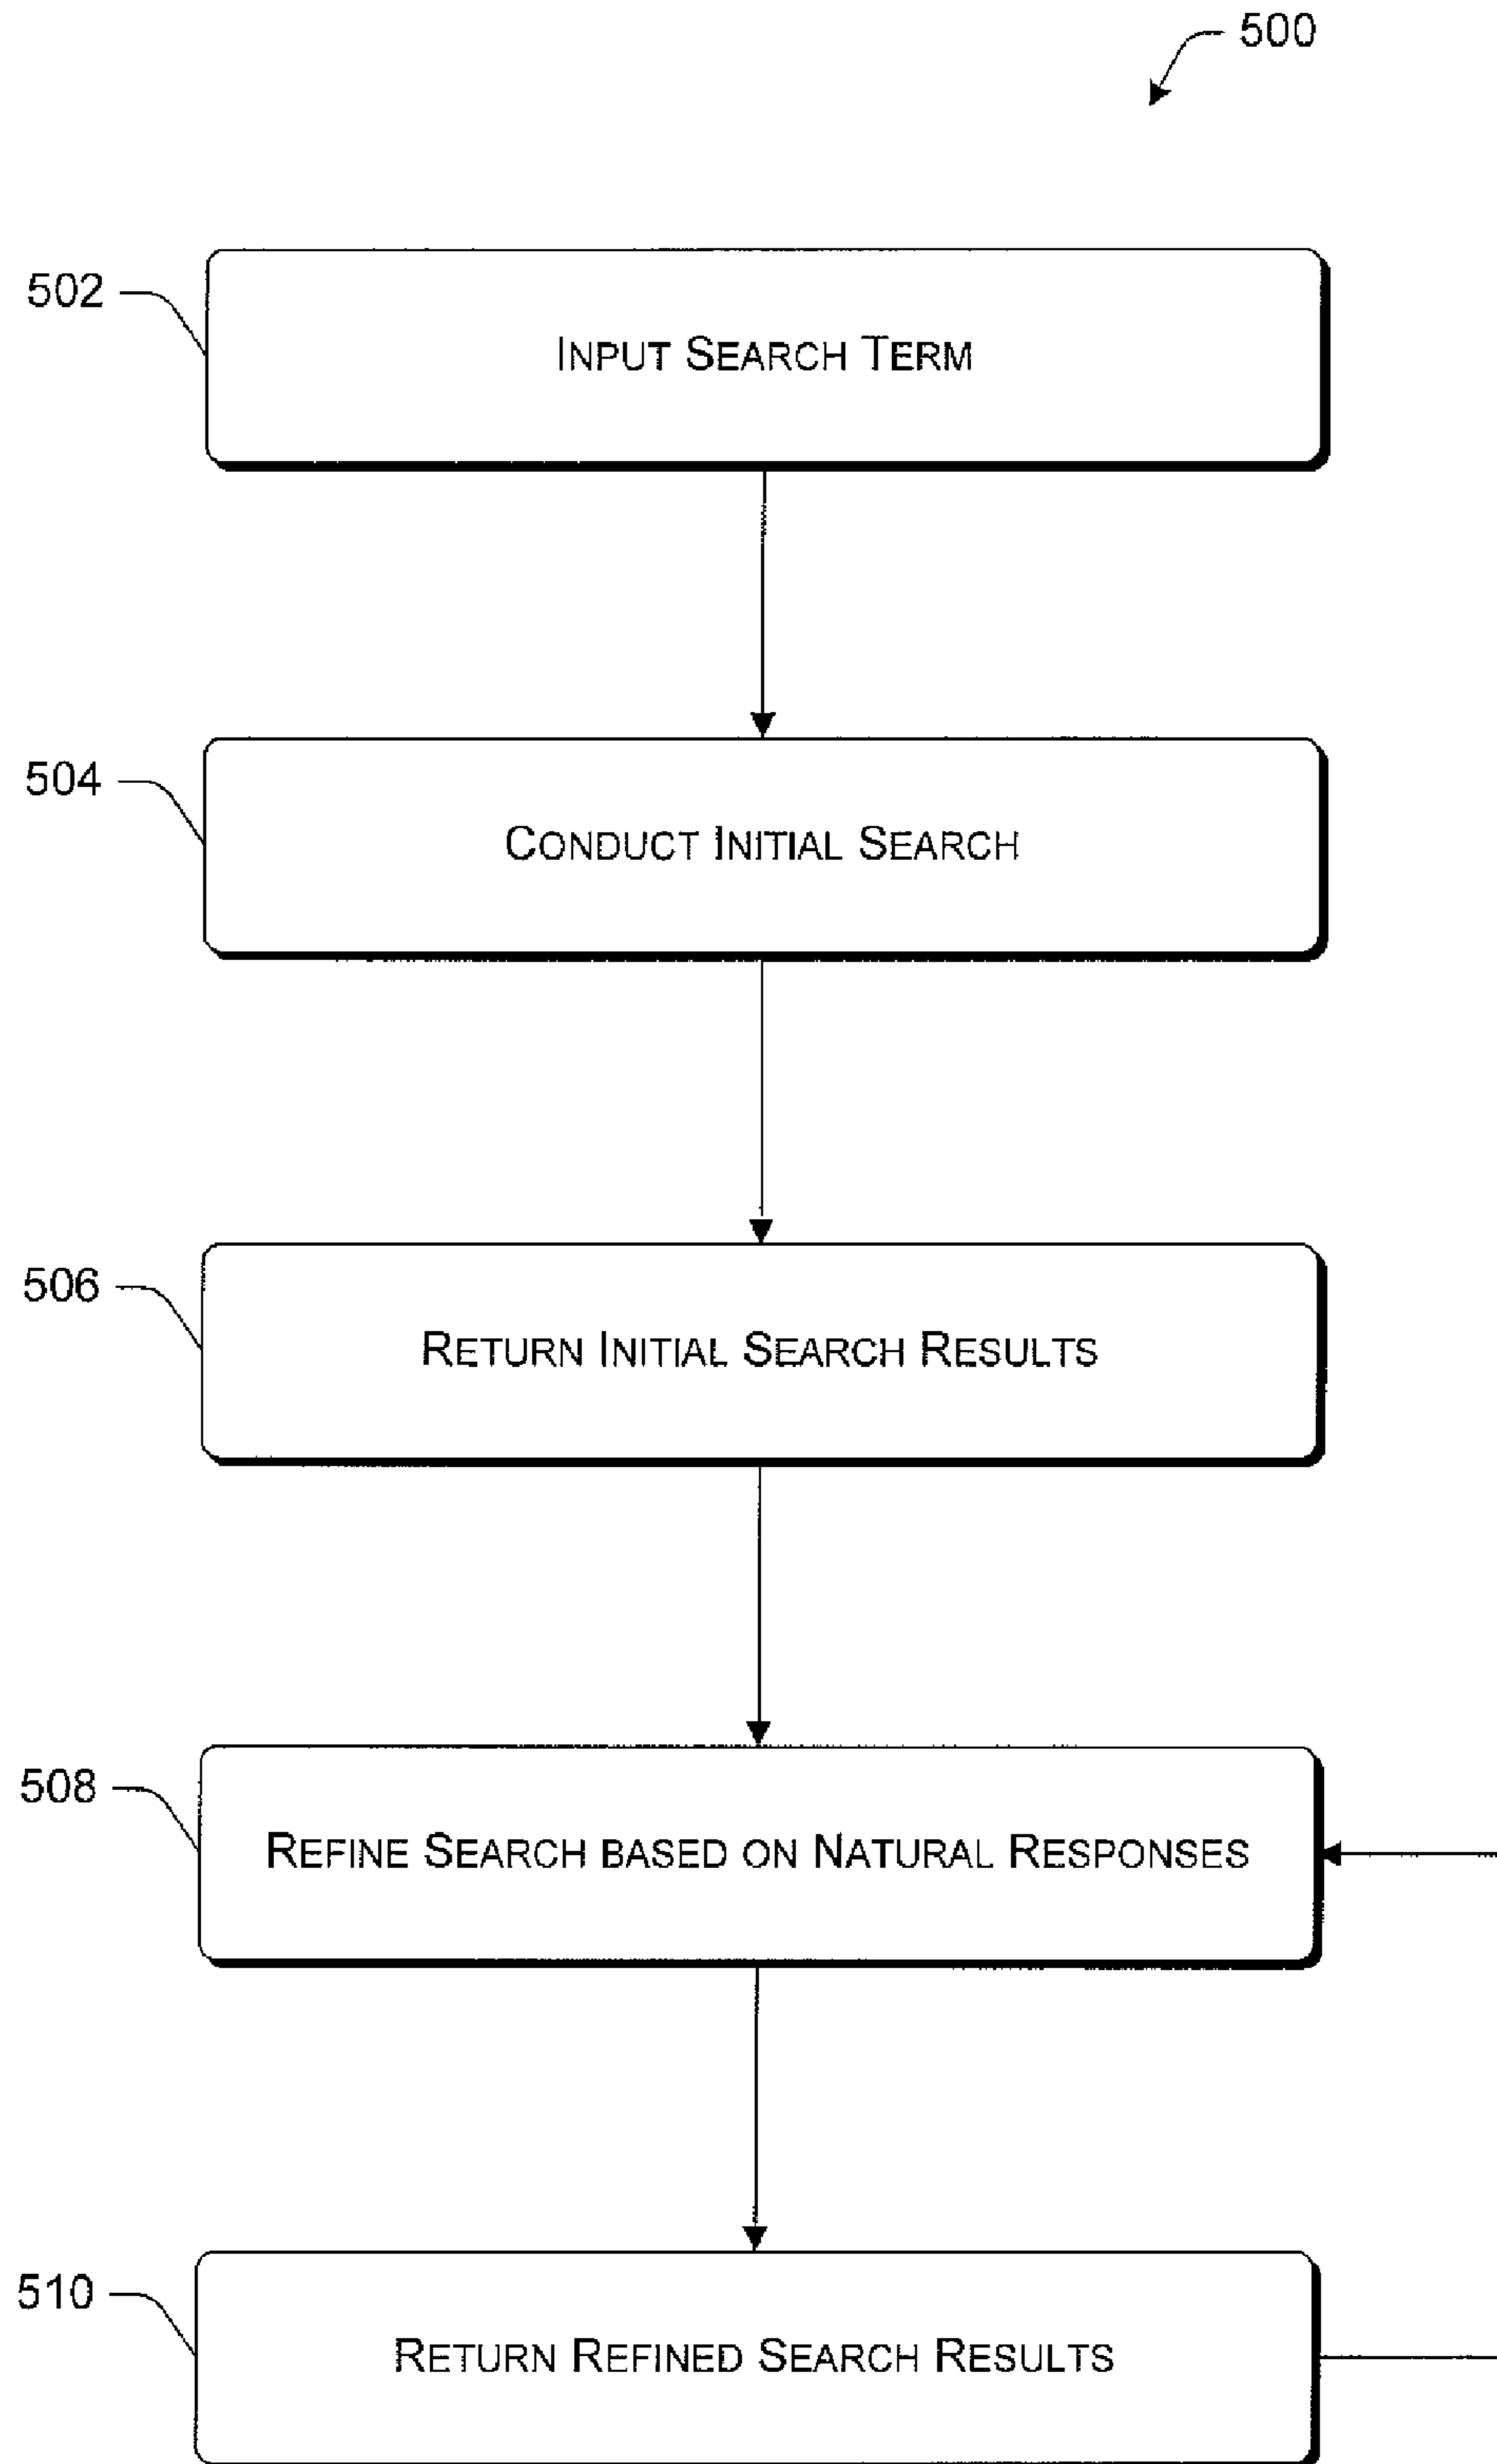 500
502
INPUT SEARCH TERM
504
CONDUCT INITIAL SEARCH
506
RETURN INITIAL SEARCH RESULTS
508
REFINE SEARCH BASED ON NATURAL RESPONSES
510
RETURN REFINED SEARCH RESULTS